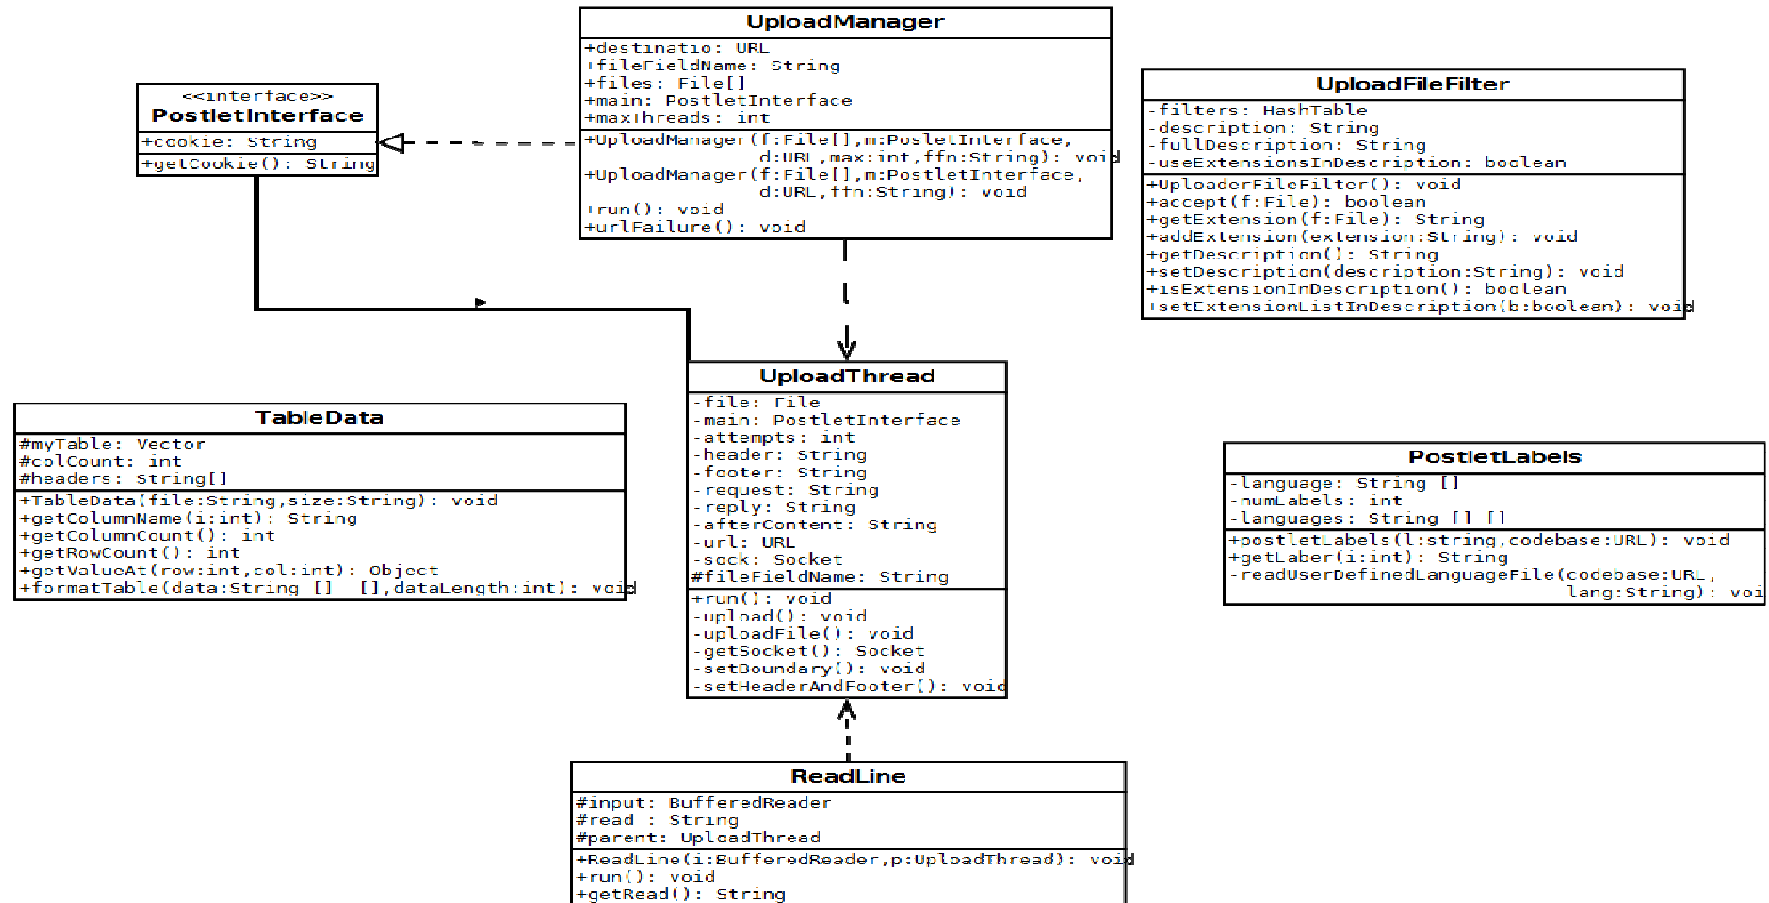 UploadManager
+destinatio: URL
+fileFieldName: String
+files: File[]
+main: PostletInterface
+maxThreads: int
+UploadManager(f:File[],m:PosletInterface,
d:URL,max:int,ffn:String): void
+UploadManager(f:File[],m:PostletInterface,
d:URL,ffn:String): void
+run(): void
+urlFailure(): void
<<interface>>
PostletInterface
+cookie: String
+getCookie(): String
UploadFileFilter
-filters: HashTable
-description: String
-fullDescription: String
-useExtensionsInDescription: boolean
+UploaderFileFilter(): void
+accept(f:File): boolean
+getExtension(f:File): String
+addExtension(extension:String): void
+getDescription(): String
+setDescription(description:String): void
+isExtensionInDescription(): boolean
+setExtensionListInDescription(b:boolean): void
UploadThread
-file: File
-main: PostletInterface
-attempts: int
-header: String
-footer: String
-request: String
-reply: String
-afterContent: String
-url: URL
-sock: Socket
#fileFieldName: String
+run(): void
-upload(): void
-uploadFile(): void
-getSocket(): Socket
-setBoundary(): void
-setHeaderAndFooter(): void
TableData
#myTable: Vector
#colCount: int
#headers: String[]
+TableData(file:String,size:String): void
+getColumnName(i:int): String
+getColumnCount(): int
+getRowCount(): int
+getValueAt(row:int,col:int): Object
+formatTable(data:String [] [],dataLength:int): void
PostletLabels
-language: String []
-numLabels: int
-languages: String [] []
+postletLabels(l:string,codebase:URL): void
+getLaber(i:int): String
-readUserDefinedLanguageFile(codebase:URL,
lang:String): voi
ReadLine
#input: BufferedReader
#read : String
#parent: UploadThread
+ReadLine(i:BufferedReader,p:UploadThread): void
+run(): void
+getRead(): String